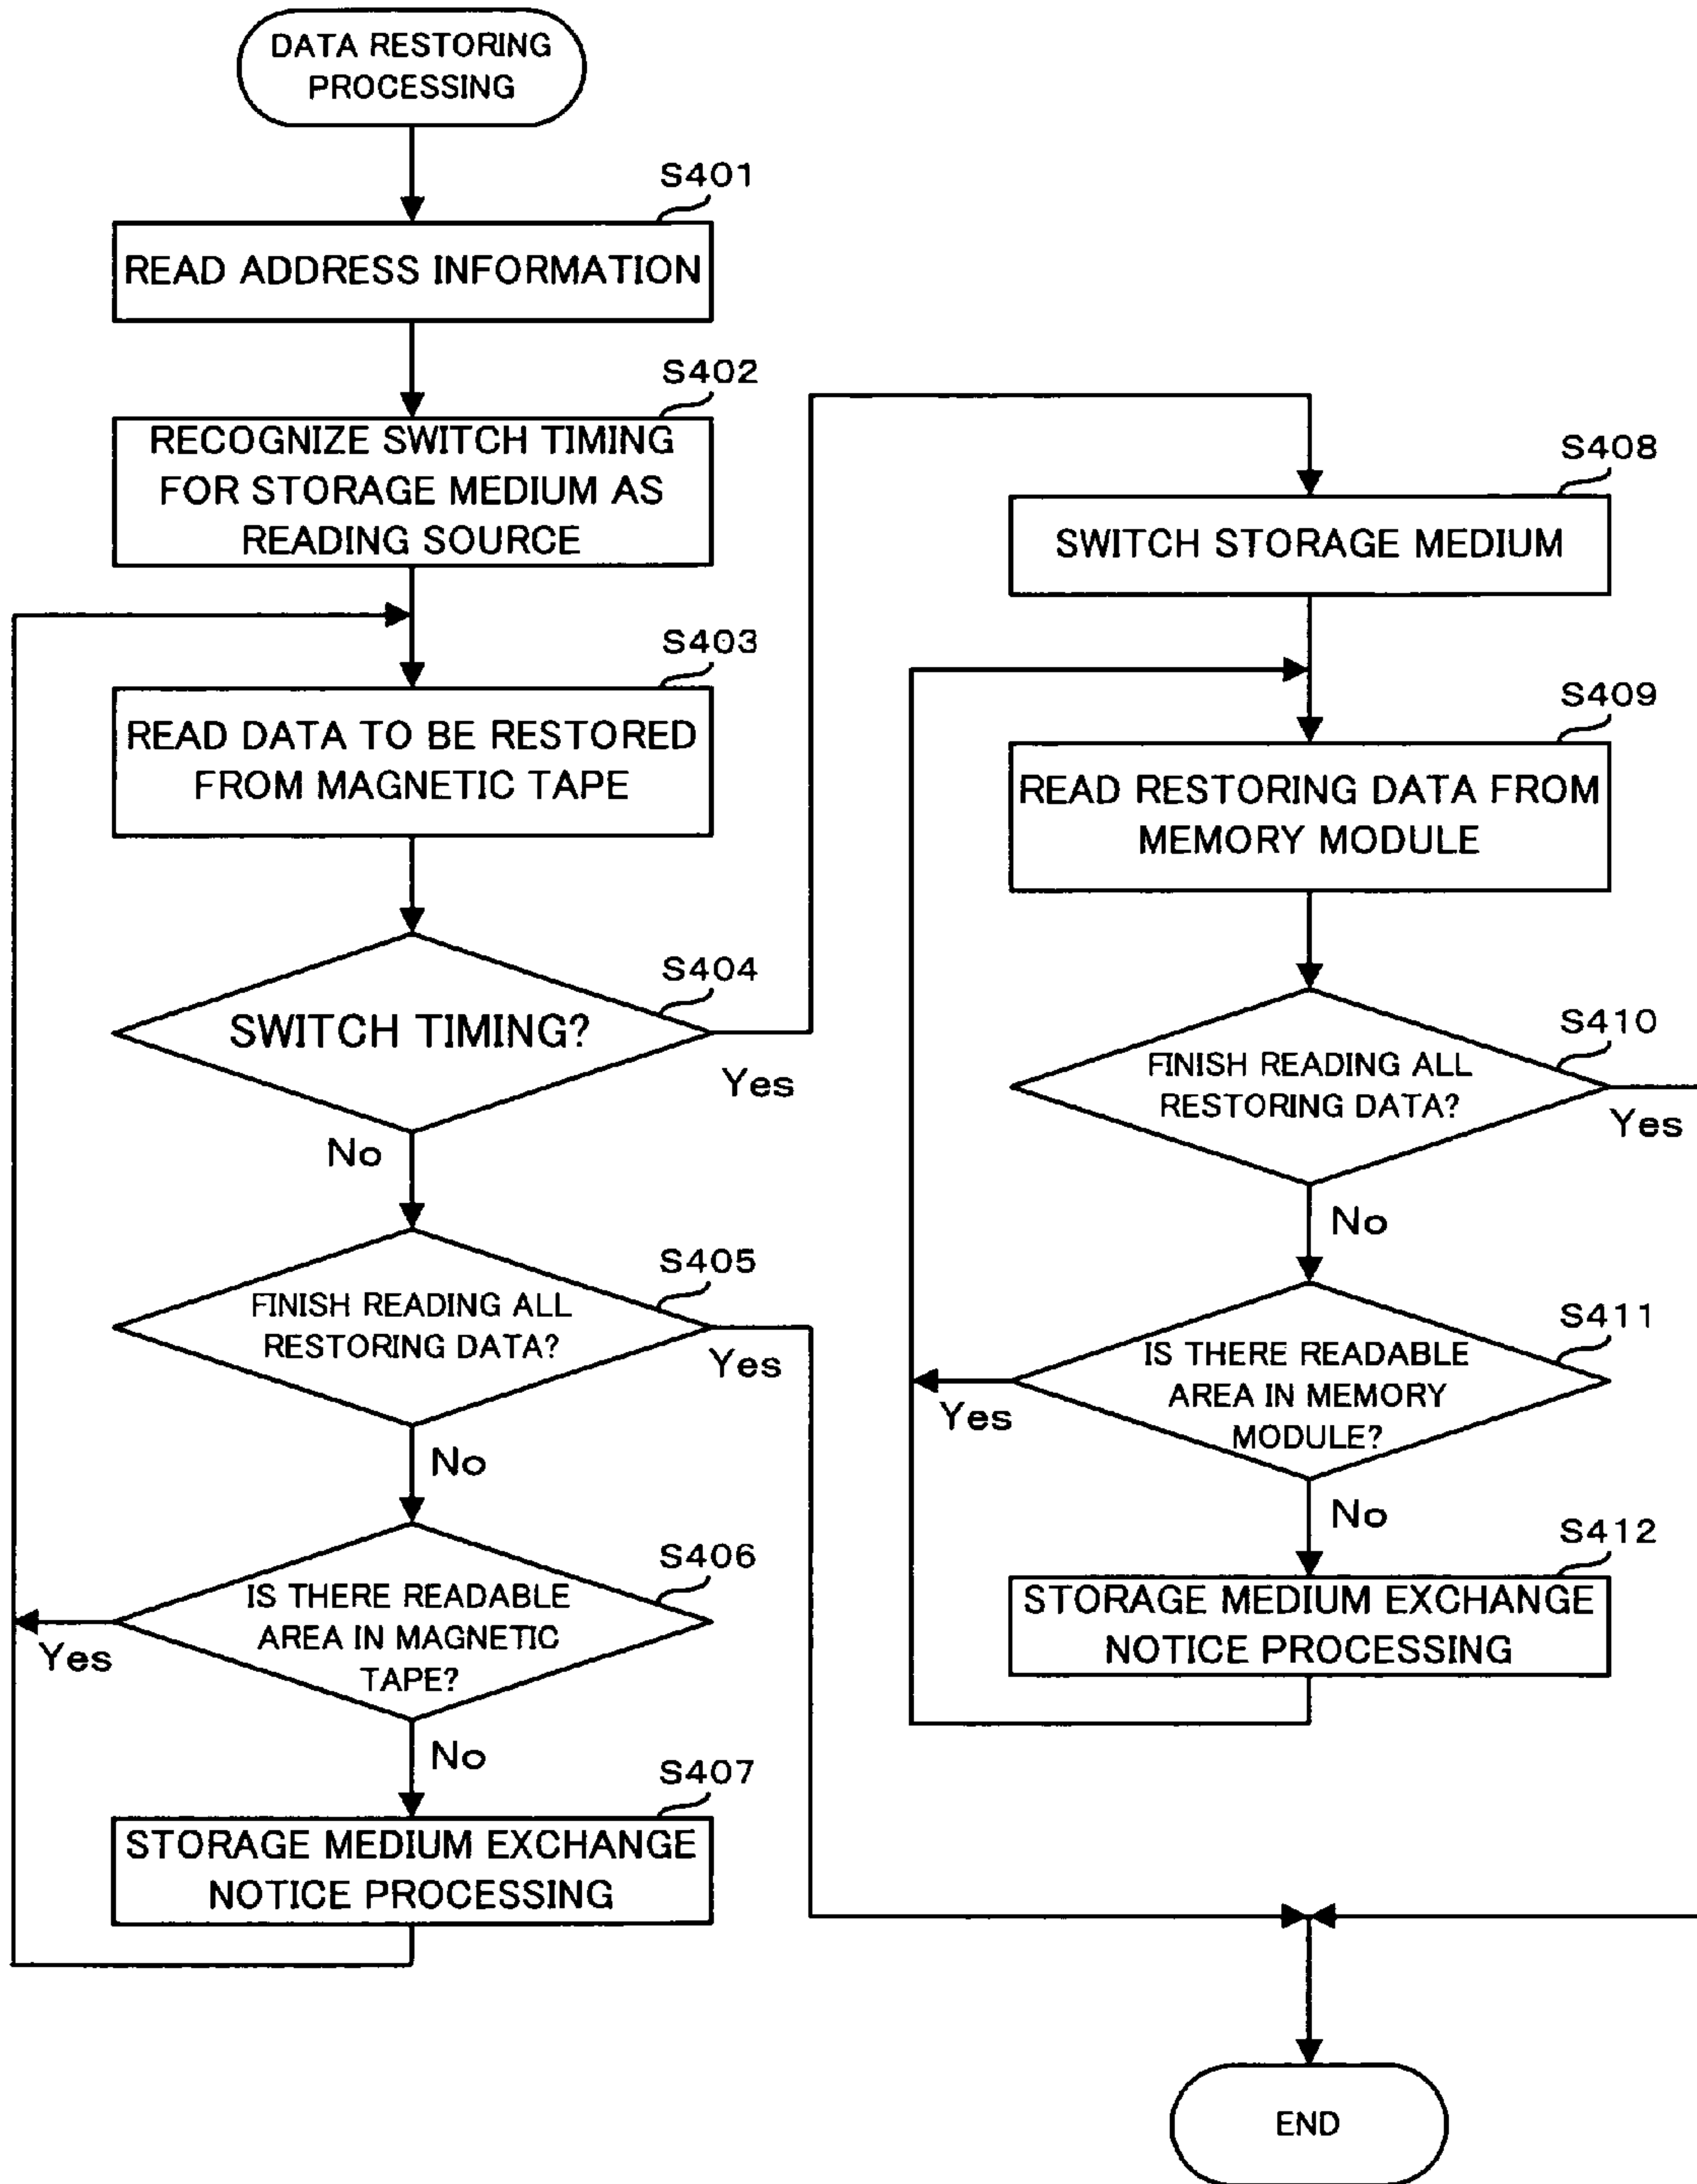 DATA RESTORING
PROCESSING
S401
READ ADDRESS INFORMATION
S402
RECOGNIZE SWITCH TIMING
FOR STORAGE MEDIUM AS
READING SOURCE
S403
READ DATA TO BE RESTORED
FROM MAGNETIC TAPE
S404
SWITCH TIMING?
Yes
No
S405
FINISH READING ALL
RESTORING DATA?
Yes
No
S406
IS THERE READABLE
AREA IN MAGNETIC
TAPE?
Yes
No
S407
STORAGE MEDIUM EXCHANGE
NOTICE PROCESSING
S408
SWITCH STORAGE MEDIUM
S409
READ RESTORING DATA FROM
MEMORY MODULE
S410
FINISH READING ALL
RESTORING DATA?
Yes
No
S411
IS THERE READABLE
AREA IN MEMORY
MODULE?
Yes
No
S412
STORAGE MEDIUM EXCHANGE
NOTICE PROCESSING
END